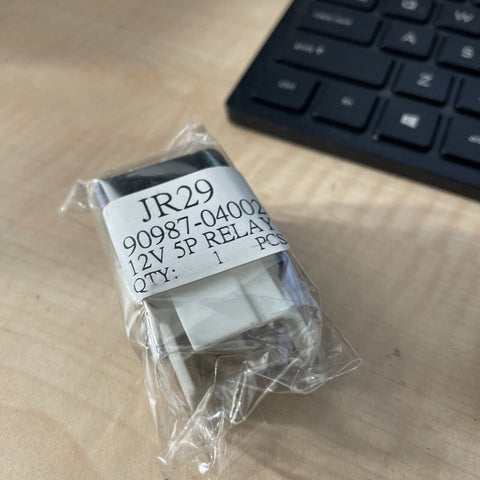 JR29
90987-04002
12V 5P RELAY
QTY: 1 PCS
Q
W
A
S
Z